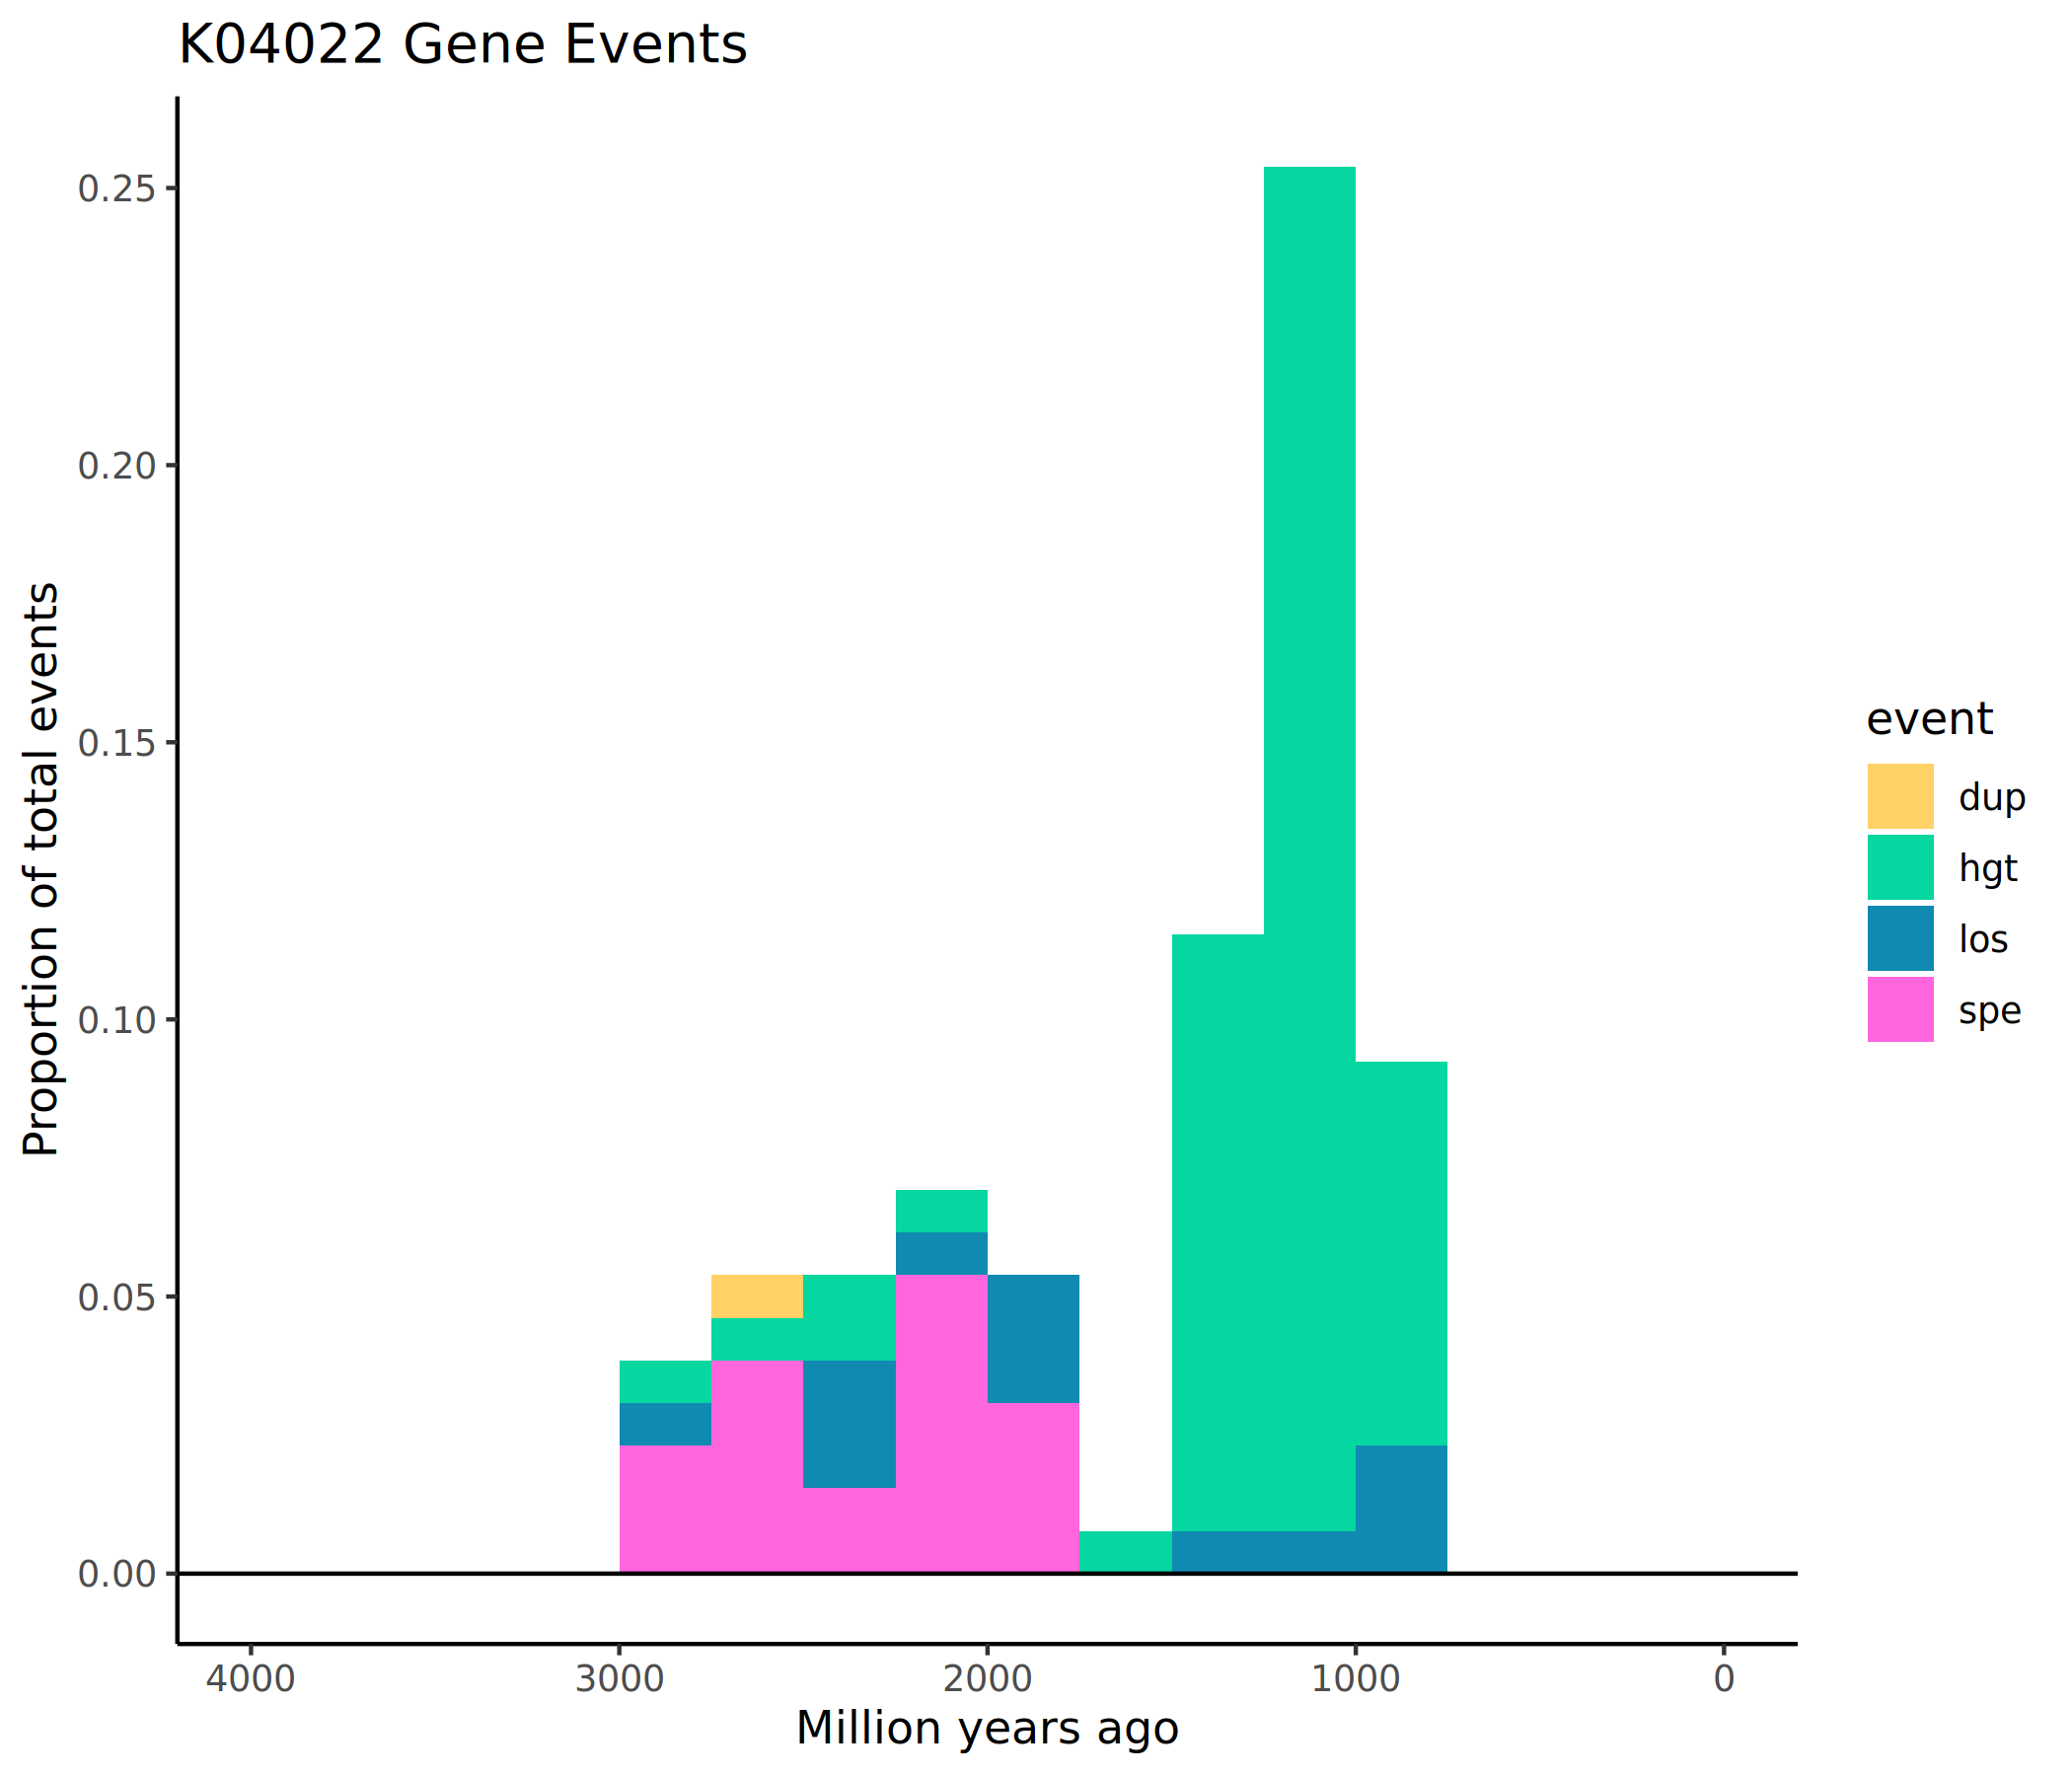 K04022 Gene Events
Proportion of total events
0.25
0.20
0.15
0.10
0.05
0.00
4000 3000 2000 1000 0
Million years ago
event
dup
hgt
los
spe